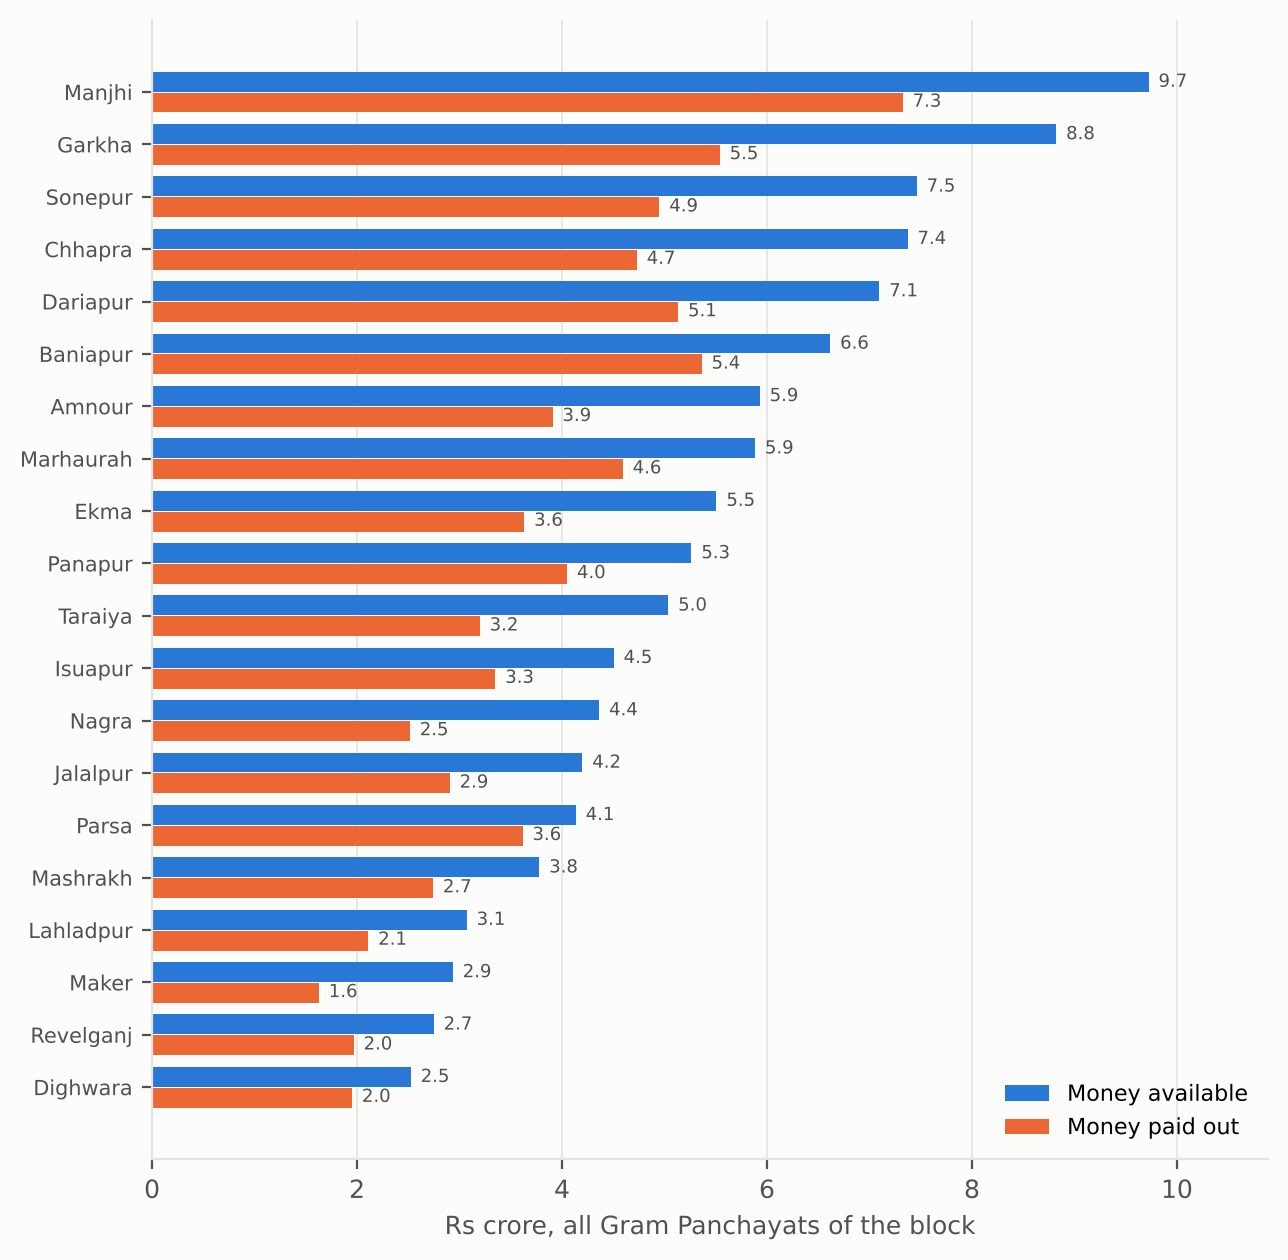 Manjhi 9.7
7.3
Garkha 8.8
5.5
Sonepur 7.5
4.9
Chhapra 7.4
4.7
Dariapur 7.1
5.1
Baniapur 6.6
5.4
Amnour 5.9
3.9
Marhaurah 5.9
4.6
Ekma 5.5
3.6
Panapur 5.3
4.0
Taraiya 5.0
3.2
Isuapur 4.5
3.3
Nagra 4.4
2.5
Jalalpur 4.2
2.9
Parsa 4.1
3.6
Mashrakh 3.8
2.7
Lahladpur 3.1
2.1
Maker 2.9
1.6
Revelganj 2.7
2.0
Dighwara 2.5
2.0
Money available
Money paid out
0 2 4 6 8 10
Rs crore, all Gram Panchayats of the block